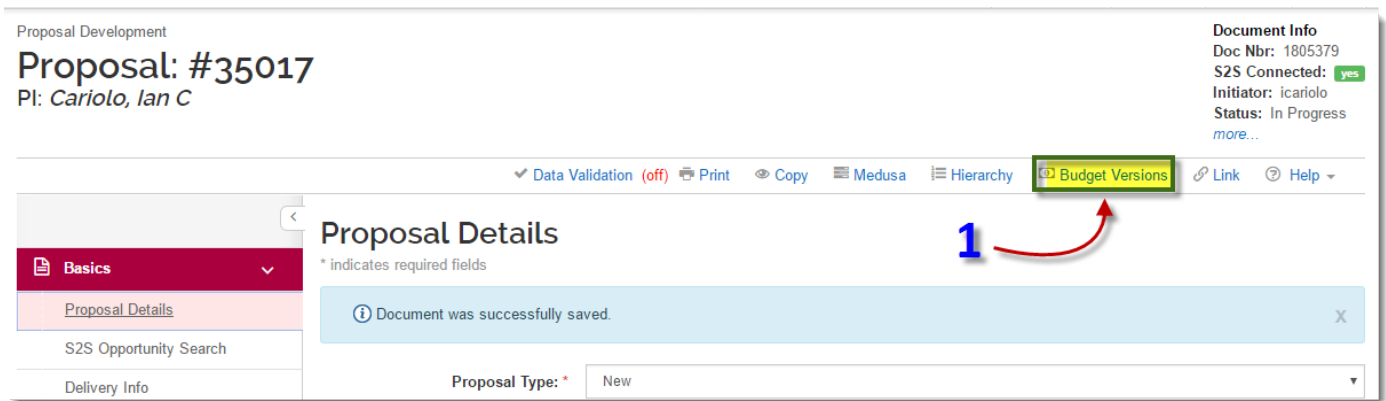 Proposal Development
Proposal: #35017
PI: Cariolo, Ian C
Document Info
Doc Nbr: 1805379
S2S Connected: yes
Initiator: icariolo
Status: In Progress
more...
Data Validation (off) Print Copy Medusa Hierarchy Budget Versions Link Help
Proposal Details
* indicates required fields
1
Basics
Proposal Details
S2S Opportunity Search
Delivery Info
Document was successfully saved. X
Proposal Type: * New